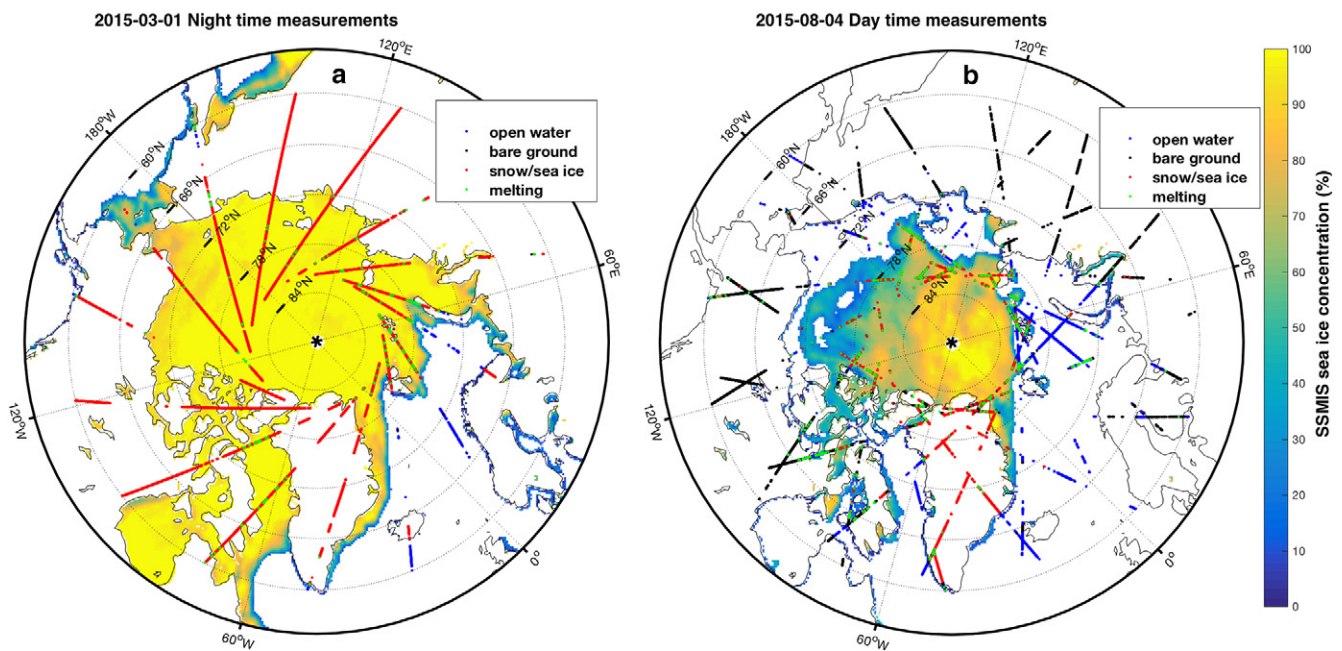 2015-03-01 Night time measurements
a
120°E
180°W
60°N
66°N
72°N
78°N
84°N
open water
bare ground
snow/sea ice
melting
60°E
120°W
60°W
0°
2015-08-04 Day time measurements
b
120°E
180°W
60°N
66°N
72°N
78°N
84°N
open water
bare ground
snow/sea ice
melting
60°E
120°W
60°W
0°
100
90
80
70
60
50
40
30
20
10
0
SSMIS sea ice concentration (%)